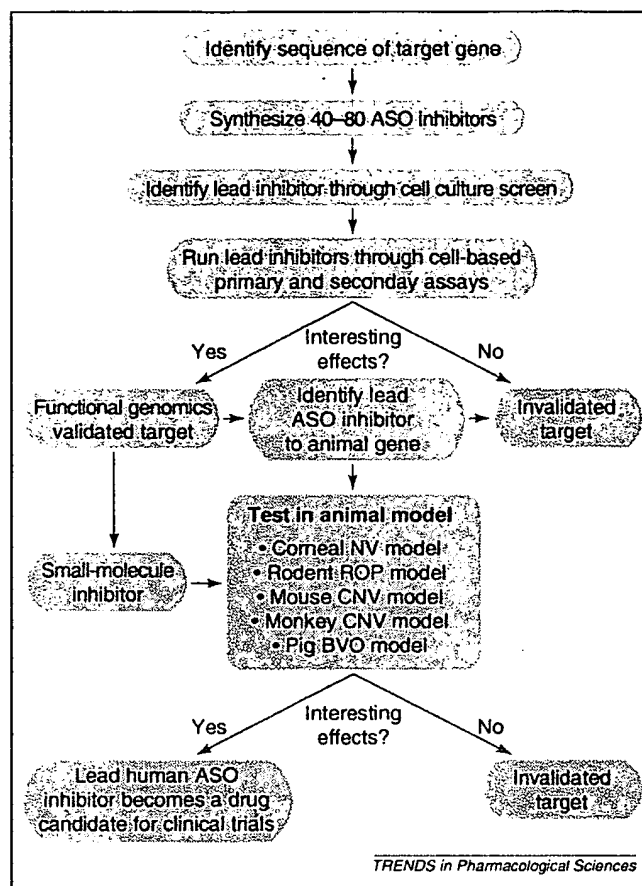 Identify sequence of target gene
Synthesize 40–80 ASO inhibitors
Identify lead inhibitor through cell culture screen
Run lead inhibitors through cell-based
primary and seconday assays
Yes
Interesting
effects?
No
Functional genomics
validated target
Identify lead
ASO inhibitor
to animal gene
Invalidated
target
Small-molecule
inhibitor
Test in animal model
• Corneal NV model
• Rodent ROP model
• Mouse CNV model
• Monkey CNV model
• Pig BVO model
Yes
Interesting
effects?
No
Lead human ASO
inhibitor becomes a drug
candidate for clinical trials
Invalidated
target
TRENDS in Pharmacological Sciences